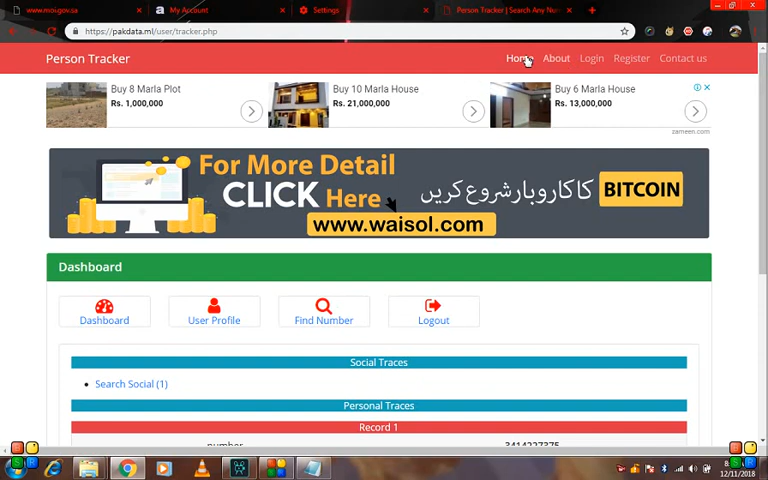 www.moi.gov.sa
My Account
Settings
Person Tracker | Search Any Nu
https://pakdata.ml/user/tracker.php
Person Tracker
Home
About
Login
Register
Contact us
Buy 8 Marla Plot
Rs. 1,000,000
Buy 10 Marla House
Rs. 21,000,000
Buy 6 Marla House
Rs. 13,000,000
zameen.com
For More Detail
CLICK Here
www.waisol.com
کا کاروبار شروع کریں
BITCOIN
Dashboard
Dashboard
User Profile
Find Number
Logout
Social Traces
Search Social (1)
Personal Traces
Record 1
number
3414227375
12/11/2018